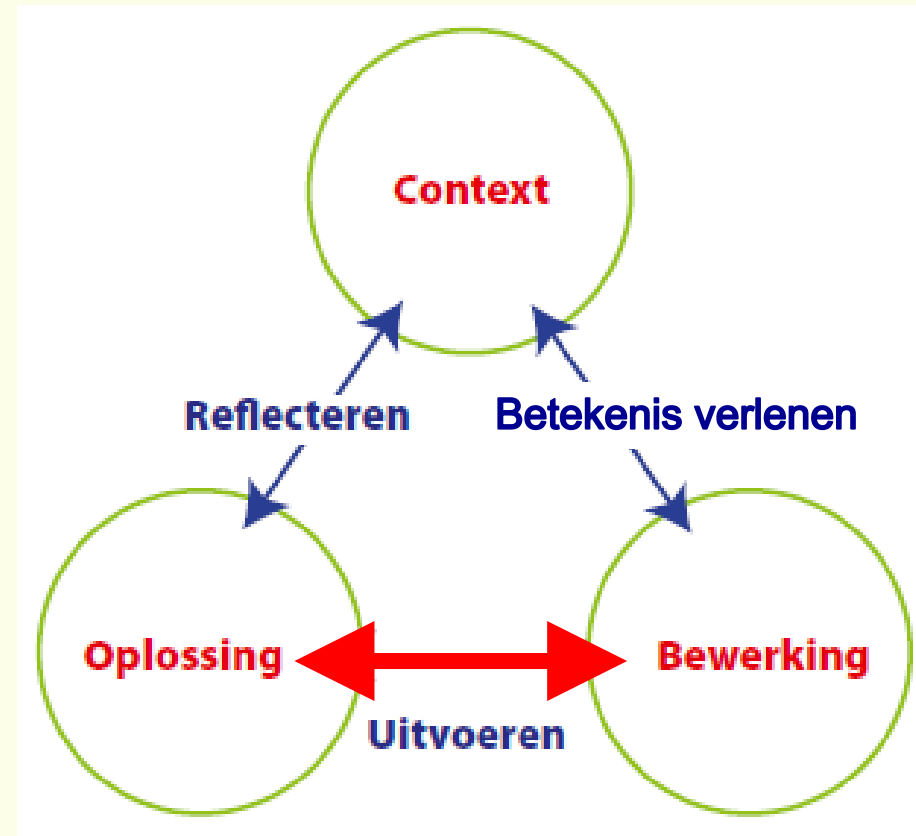 Context
Reflecteren
Betekenis verlenen
Oplossing
Bewerking
Uitvoeren